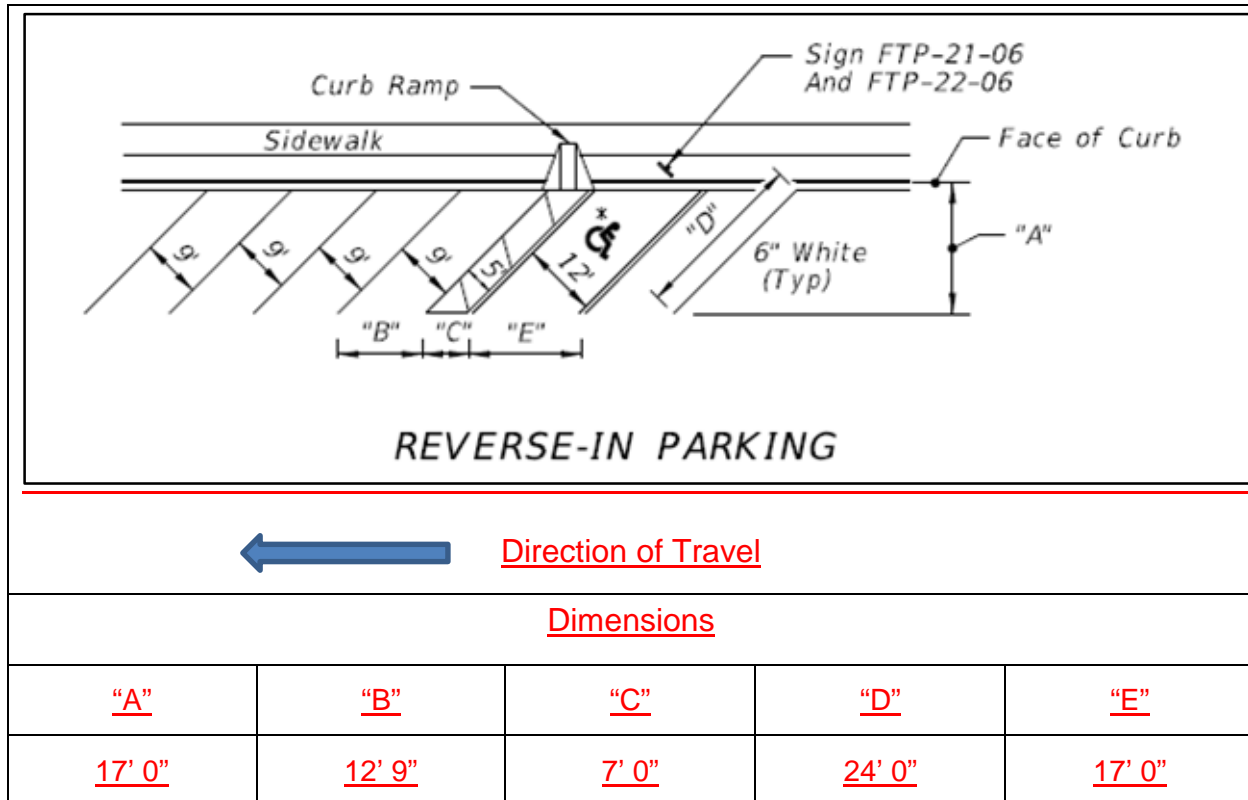 Sign FTP-21-06
And FTP-22-06
Curb Ramp
Sidewalk
Face of Curb
"A"
"D"
*
9'
9'
9'
9'
5'
12'
6" White
(Typ)
"B"
"C"
"E"
REVERSE-IN PARKING
Direction of Travel
Dimensions
“A” “B” “C” “D” “E”
17’ 0” 12’ 9” 7’ 0” 24’ 0” 17’ 0”